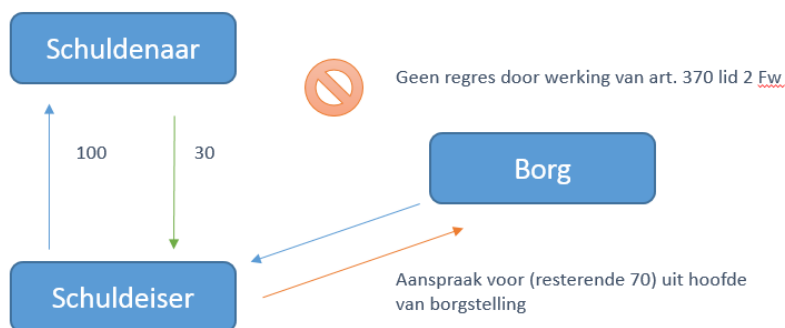 Schuldenaar
Geen regres door werking van art. 370 lid 2 Fw
100
30
Borg
Schuldeiser
Aanspraak voor (resterende 70) uit hoofde
van borgstelling